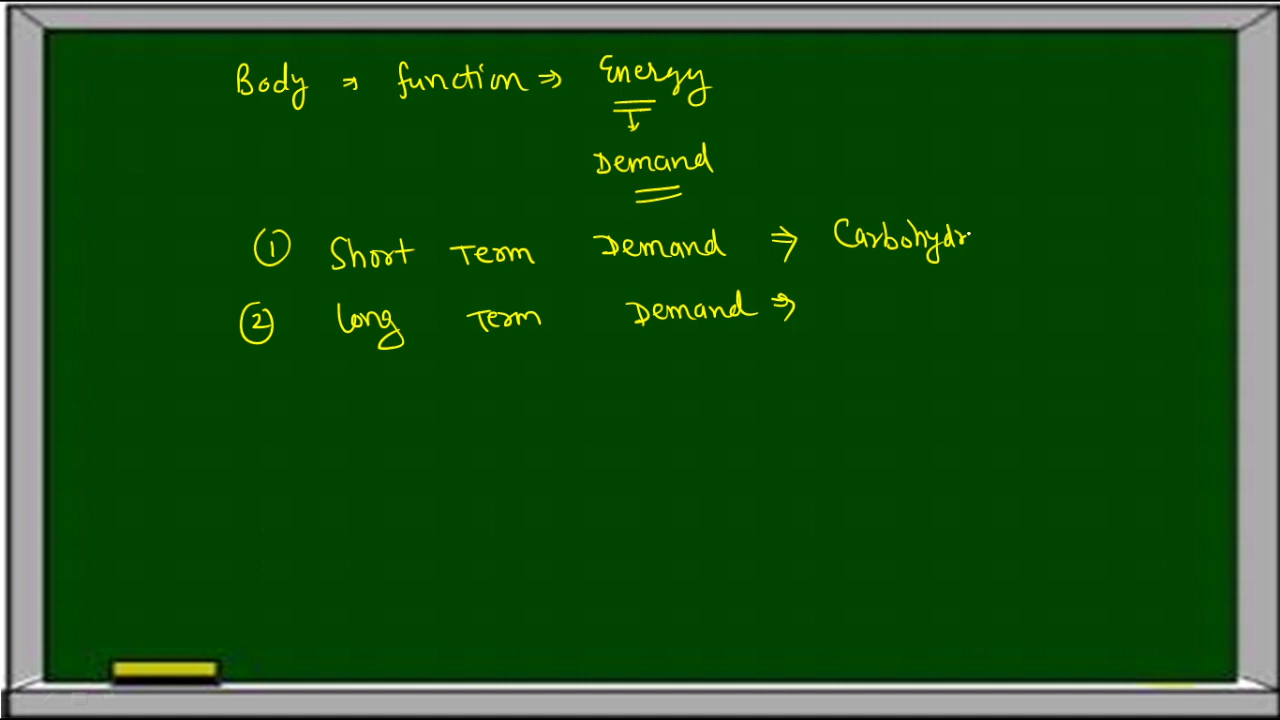 Body → function ⇒ Energy
↓
Demand
① Short Term Demand ⇒ Carbohydr
② Long Term Demand ⇒